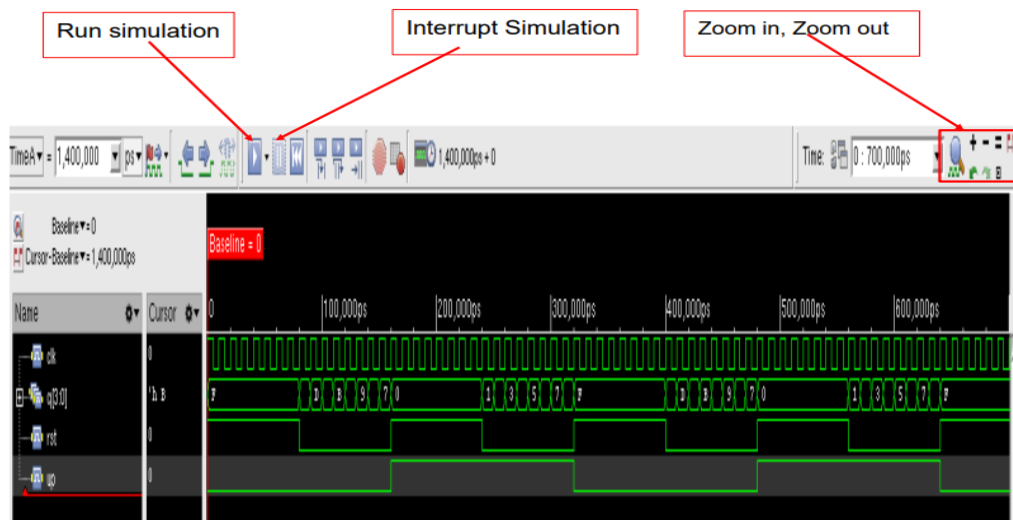 Run simulation
Interrupt Simulation
Zoom in, Zoom out
TimeA = 1,400,000 ps 1,400,000ps + 0 Time: 0 : 700,000ps
Baseline = 0
Cursor-Baseline = 1,400,000ps
Baseline = 0
Name Cursor 0 100,000ps 200,000ps 300,000ps 400,000ps 500,000ps 600,000ps
clk 0
q[3:0] 'h B F D B 9 7 0 1 3 5 7 F D B 9 7 0 1 3 5 7 F
rst 0
up 0